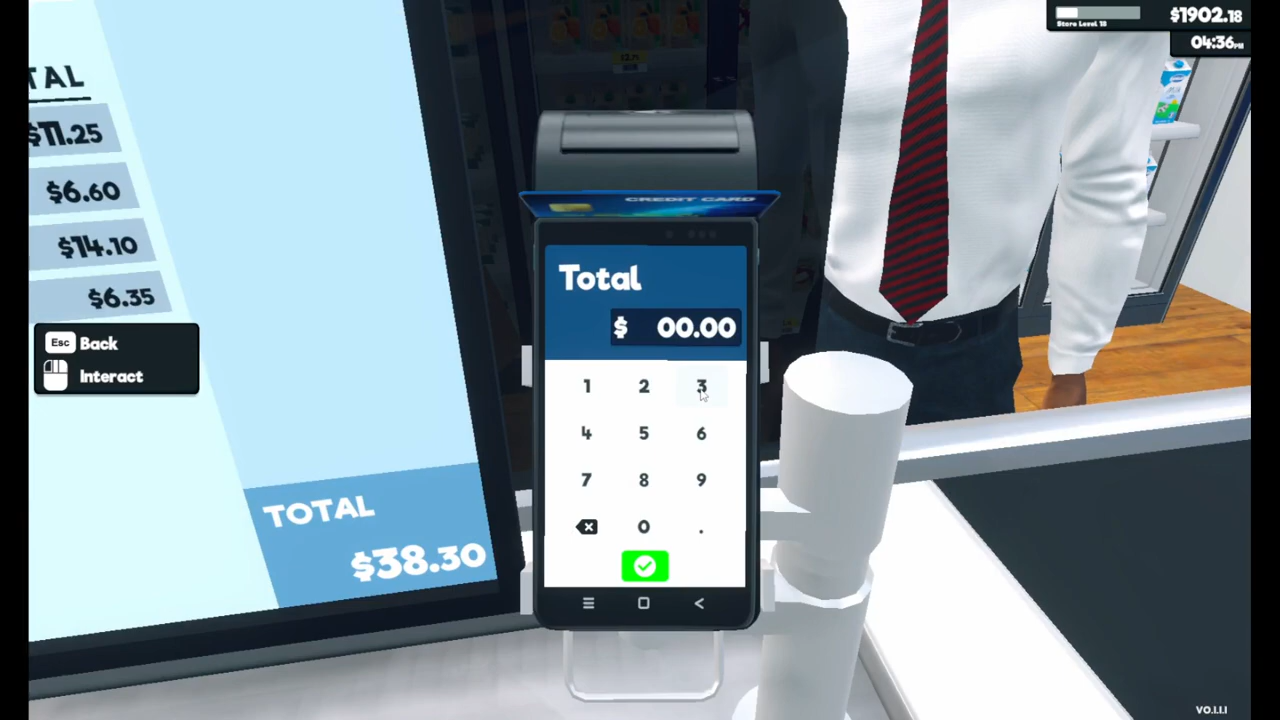 Store Level 18
$1902.18
04:36PM
TAL
$11.25
$6.60
$14.10
$6.35
Esc Back
Interact
TOTAL
$38.30
CREDIT CARD
Total
$ 00.00
1 2 3
4 5 6
7 8 9
0 .
V0.1.1.1